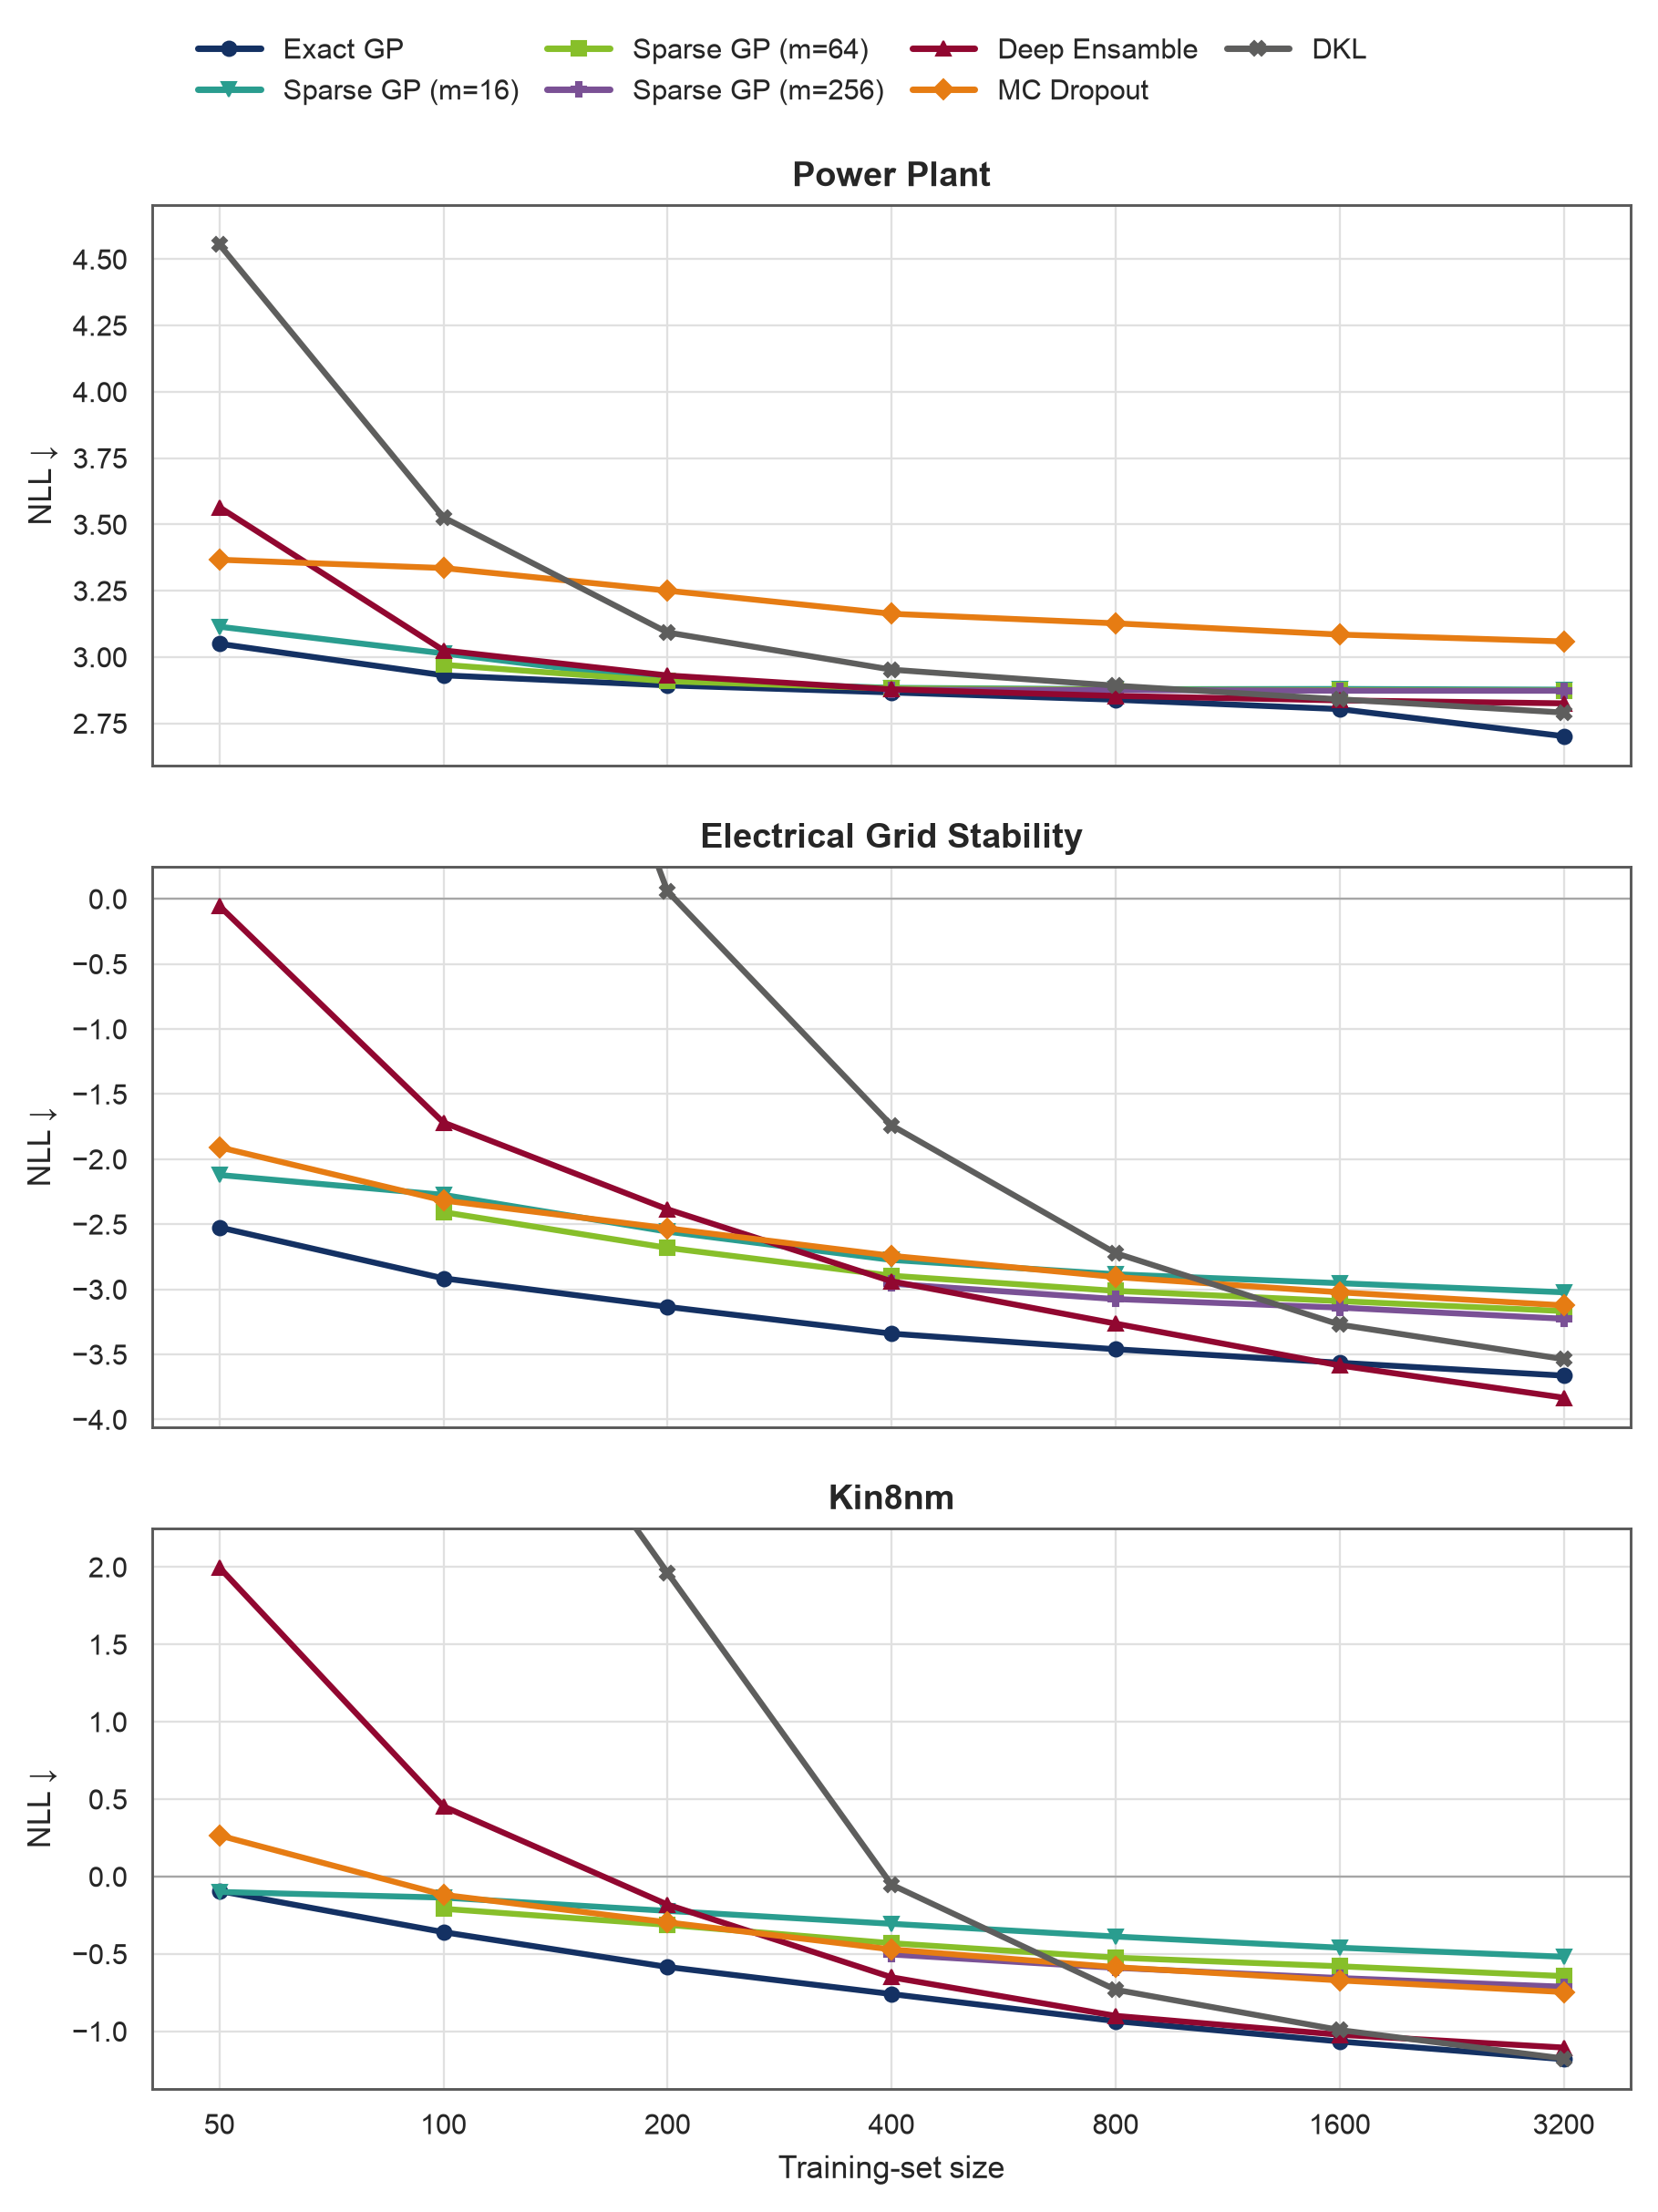 Exact GP
Sparse GP (m=16)
Sparse GP (m=64)
Sparse GP (m=256)
Deep Ensamble
MC Dropout
DKL
Power Plant
4.50
4.25
4.00
3.75
3.50
3.25
3.00
2.75
NLL ↓
Electrical Grid Stability
0.0
−0.5
−1.0
−1.5
−2.0
−2.5
−3.0
−3.5
−4.0
NLL ↓
Kin8nm
2.0
1.5
1.0
0.5
0.0
−0.5
−1.0
NLL ↓
50 100 200 400 800 1600 3200
Training-set size